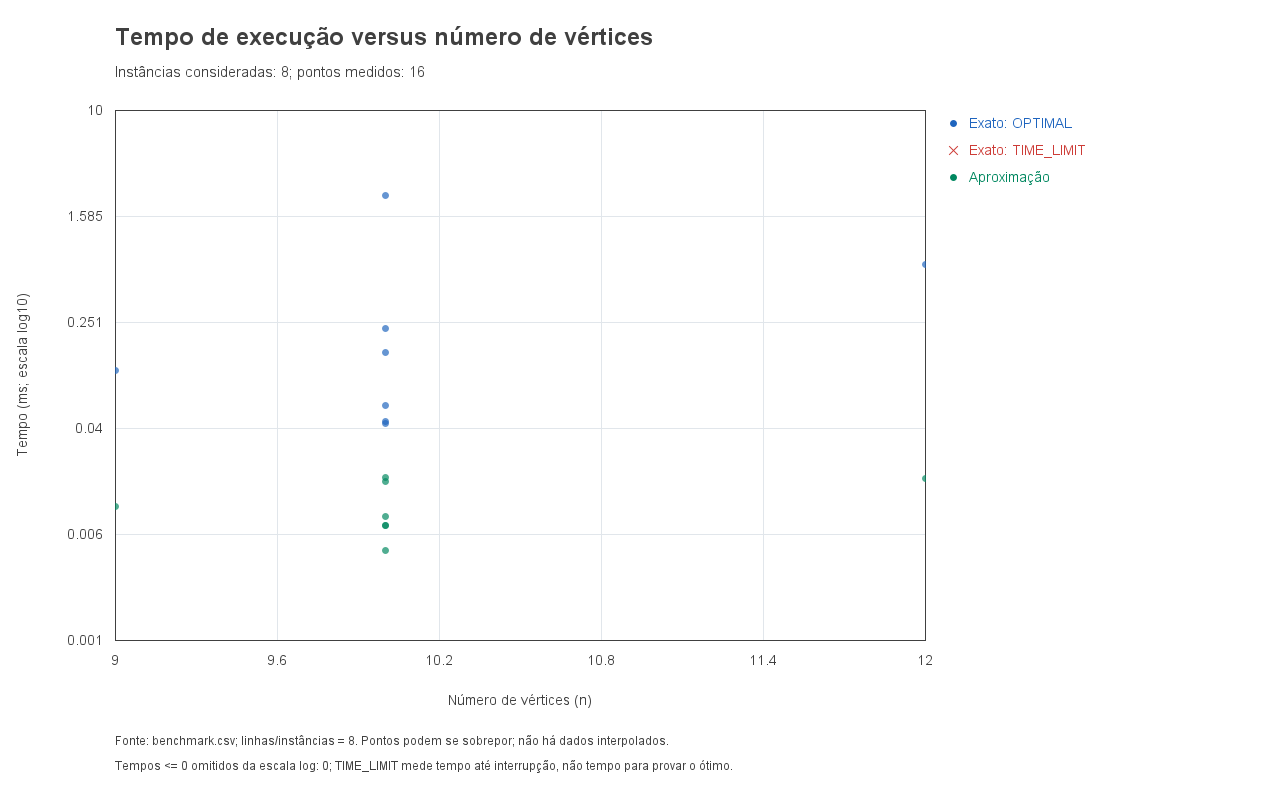 Tempo de execução versus número de vértices
Instâncias consideradas: 8; pontos medidos: 16
10
1.585
0.251
0.04
0.006
0.001
Tempo (ms; escala log10)
9
9.6
10.2
10.8
11.4
12
Número de vértices (n)
Exato: OPTIMAL
Exato: TIME_LIMIT
Aproximação
Fonte: benchmark.csv; linhas/instâncias = 8. Pontos podem se sobrepor; não há dados interpolados.
Tempos <= 0 omitidos da escala log: 0; TIME_LIMIT mede tempo até interrupção, não tempo para provar o ótimo.